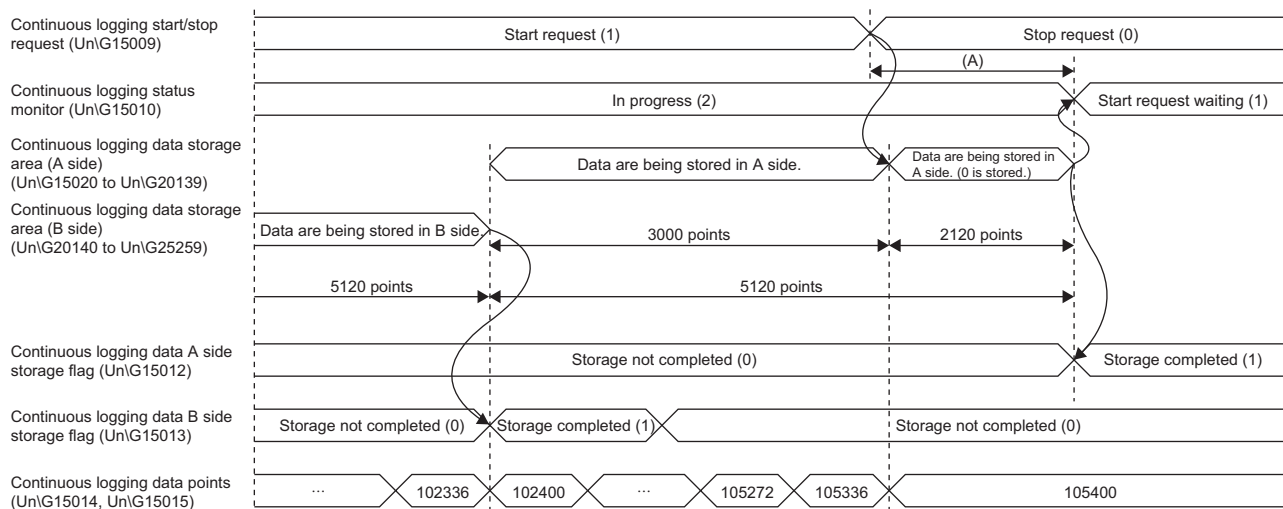 Continuous logging start/stop
request (Un\G15009)
Start request (1)
Stop request (0)
(A)
Continuous logging status
monitor (Un\G15010)
In progress (2)
Start request waiting (1)
Continuous logging data storage
area (A side)
(Un\G15020 to Un\G20139)
Data are being stored in A side.
Data are being stored in
A side. (0 is stored.)
Continuous logging data storage
area (B side)
(Un\G20140 to Un\G25259)
Data are being stored in B side.
3000 points
2120 points
5120 points
5120 points
Continuous logging data A side
storage flag (Un\G15012)
Storage not completed (0)
Storage completed (1)
Continuous logging data B side
storage flag (Un\G15013)
Storage not completed (0)
Storage completed (1)
Storage not completed (0)
Continuous logging data points
(Un\G15014, Un\G15015)
...
102336
102400
...
105272
105336
105400